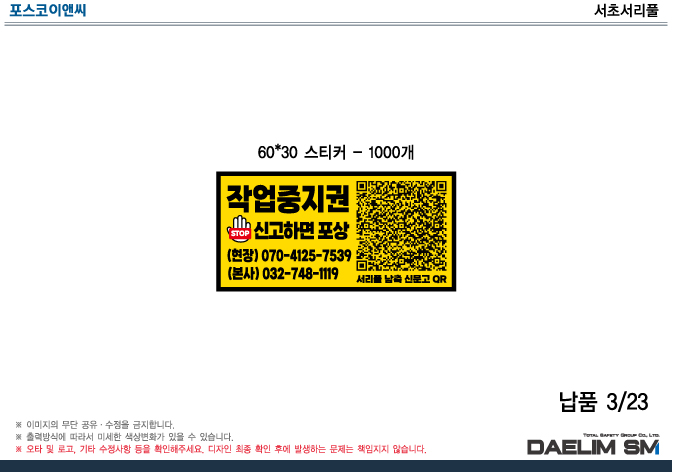 포스코이앤씨
서초서리풀
60*30 스티커 - 1000개
작업중지권
STOP
신고하면 포상
(현장) 070-4125-7539
(본사) 032-748-1119
서리풀 남측 신문고 QR
납품 3/23
※ 이미지의 무단 공유 · 수정을 금지합니다.
※ 출력방식에 따라서 미세한 색상변화가 있을 수 있습니다.
※ 오타 및 로고, 기타 수정사항 등을 확인해주세요. 디자인 최종 확인 후에 발생하는 문제는 책임지지 않습니다.
Total Safety Group Co., Ltd.
DAELIM SM